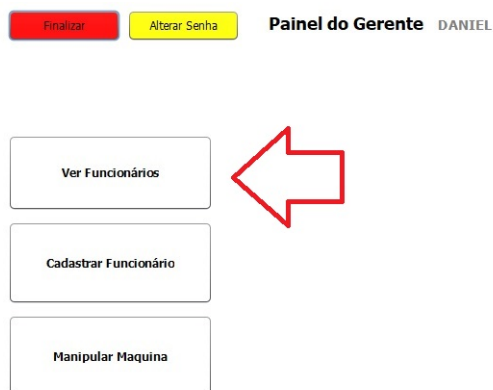 Finalizar Alterar Senha Painel do Gerente DANIEL
Ver Funcionários
Cadastrar Funcionário
Manipular Maquina